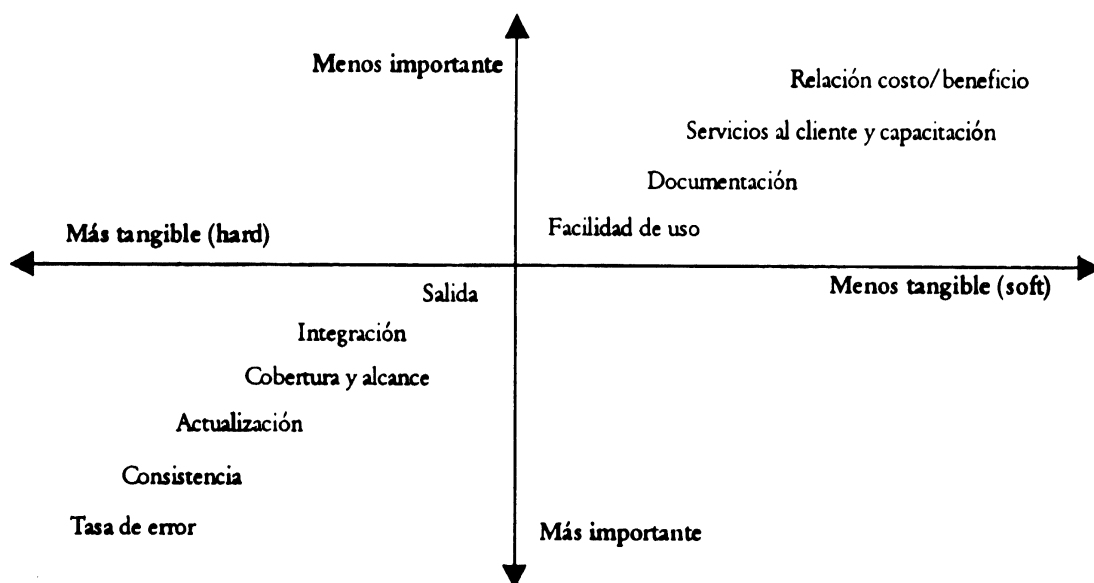 Menos importante
Relación costo/beneficio
Servicios al cliente y capacitación
Documentación
Facilidad de uso
Más tangible (hard)
Menos tangible (soft)
Salida
Integración
Cobertura y alcance
Actualización
Consistencia
Tasa de error
Más importante